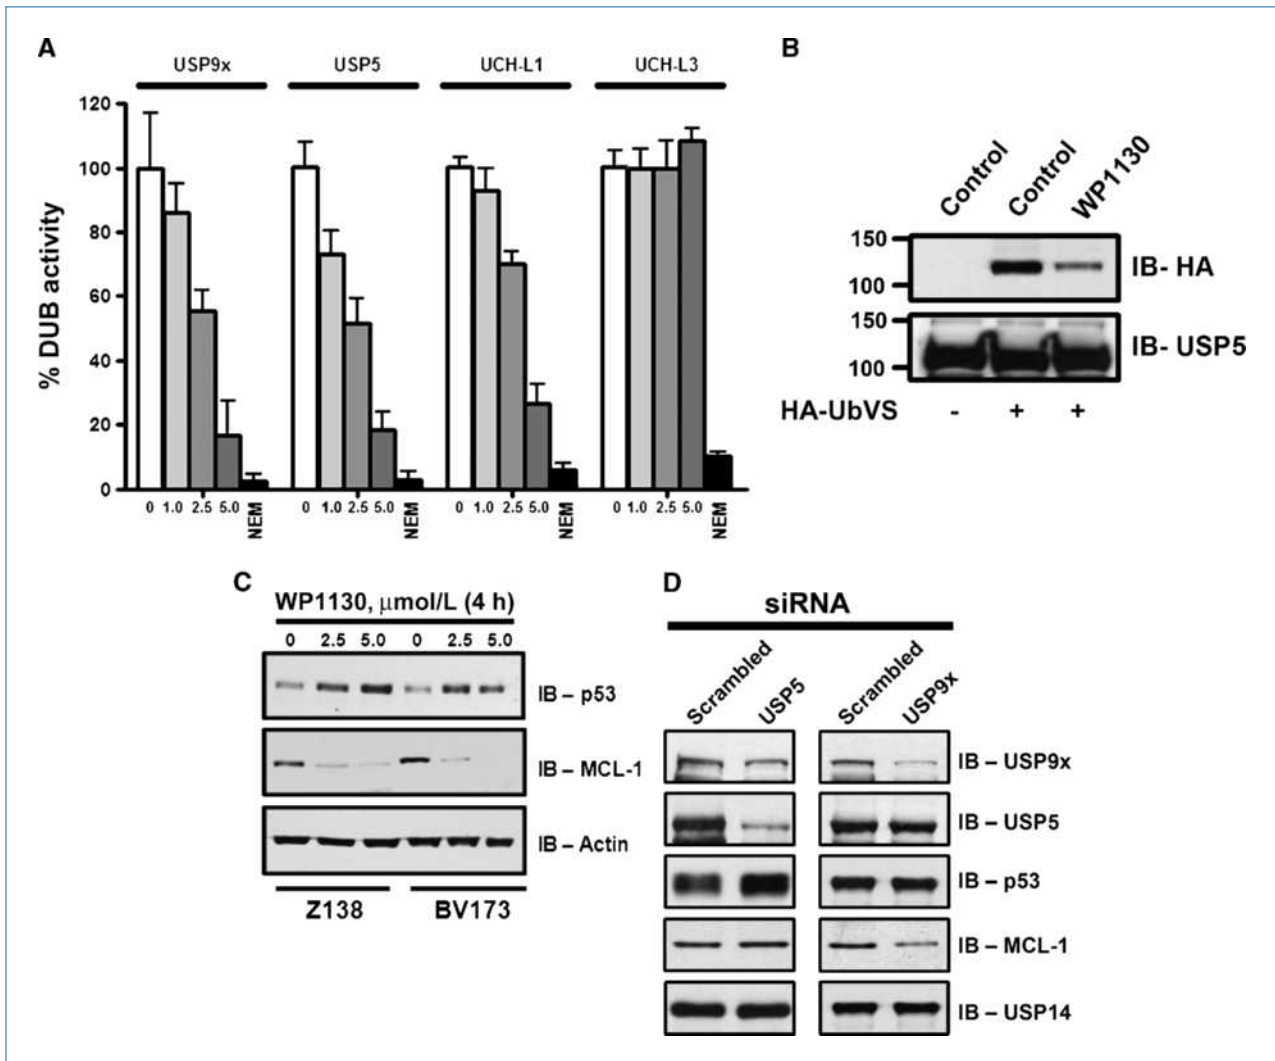 A
USP9x USP5 UCH-L1 UCH-L3
% DUB activity
120
100
80
60
40
20
0
0 1.0 2.5 5.0 NEM 0 1.0 2.5 5.0 NEM 0 1.0 2.5 5.0 NEM 0 1.0 2.5 5.0 NEM
B
Control Control WP1130
150
100
IB- HA
150
100
IB- USP5
HA-UbVS - + +
C
WP1130, μmol/L (4 h)
0 2.5 5.0 0 2.5 5.0
IB – p53
IB – MCL-1
IB – Actin
Z138 BV173
D
siRNA
Scrambled USP5 Scrambled USP9x
IB – USP9x
IB – USP5
IB – p53
IB – MCL-1
IB – USP14